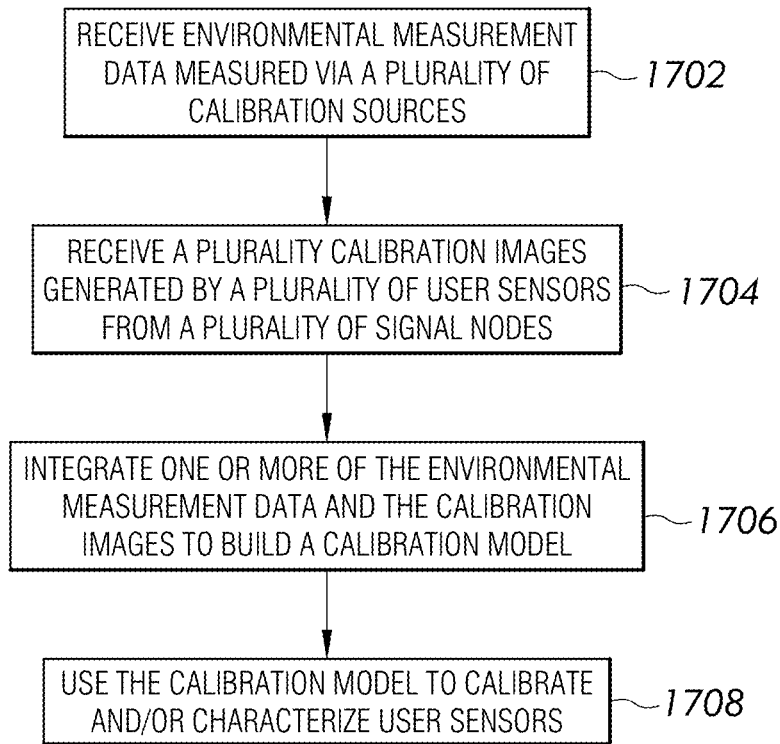 RECEIVE ENVIRONMENTAL MEASUREMENT
DATA MEASURED VIA A PLURALITY OF
CALIBRATION SOURCES
1702
RECEIVE A PLURALITY CALIBRATION IMAGES
GENERATED BY A PLURALITY OF USER SENSORS
FROM A PLURALITY OF SIGNAL NODES
1704
INTEGRATE ONE OR MORE OF THE ENVIRONMENTAL
MEASUREMENT DATA AND THE CALIBRATION
IMAGES TO BUILD A CALIBRATION MODEL
1706
USE THE CALIBRATION MODEL TO CALIBRATE
AND/OR CHARACTERIZE USER SENSORS
1708